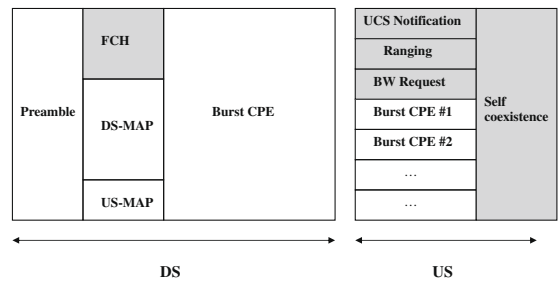 Preamble
FCH
DS-MAP
US-MAP
Burst CPE
UCS Notification
Ranging
BW Request
Burst CPE #1
Burst CPE #2
...
...
Self
coexistence
DS
US